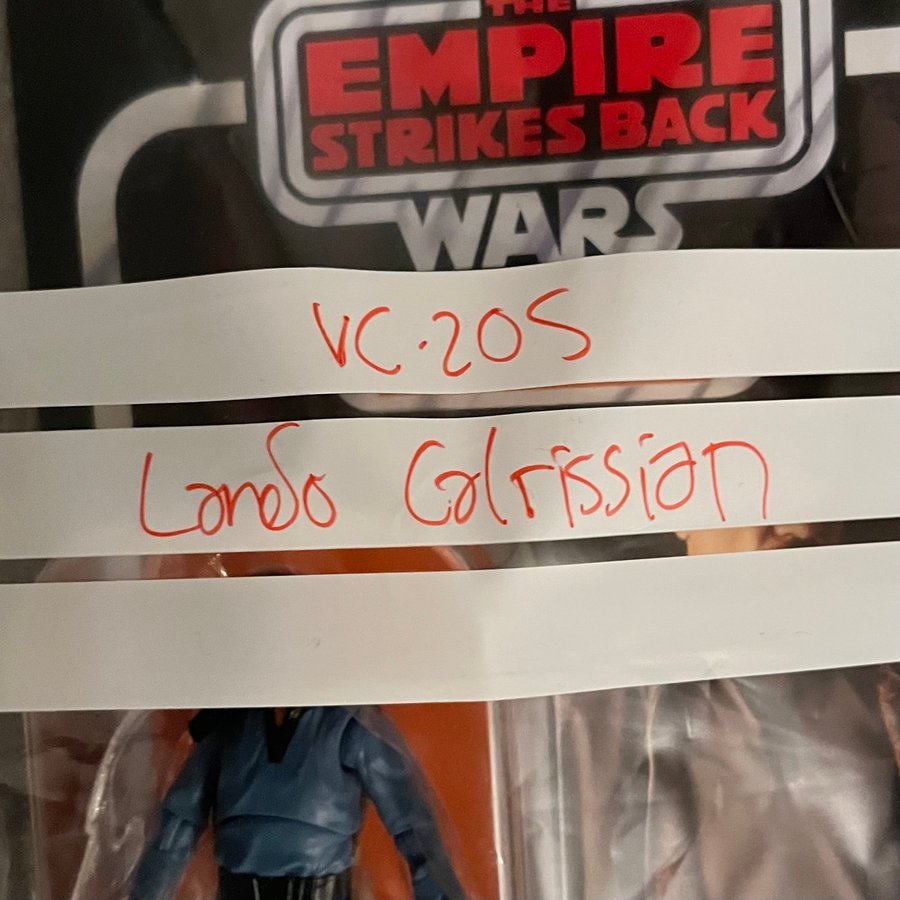 THE
EMPIRE
STRIKES BACK
WARS
VC.205
Lando Calrissian